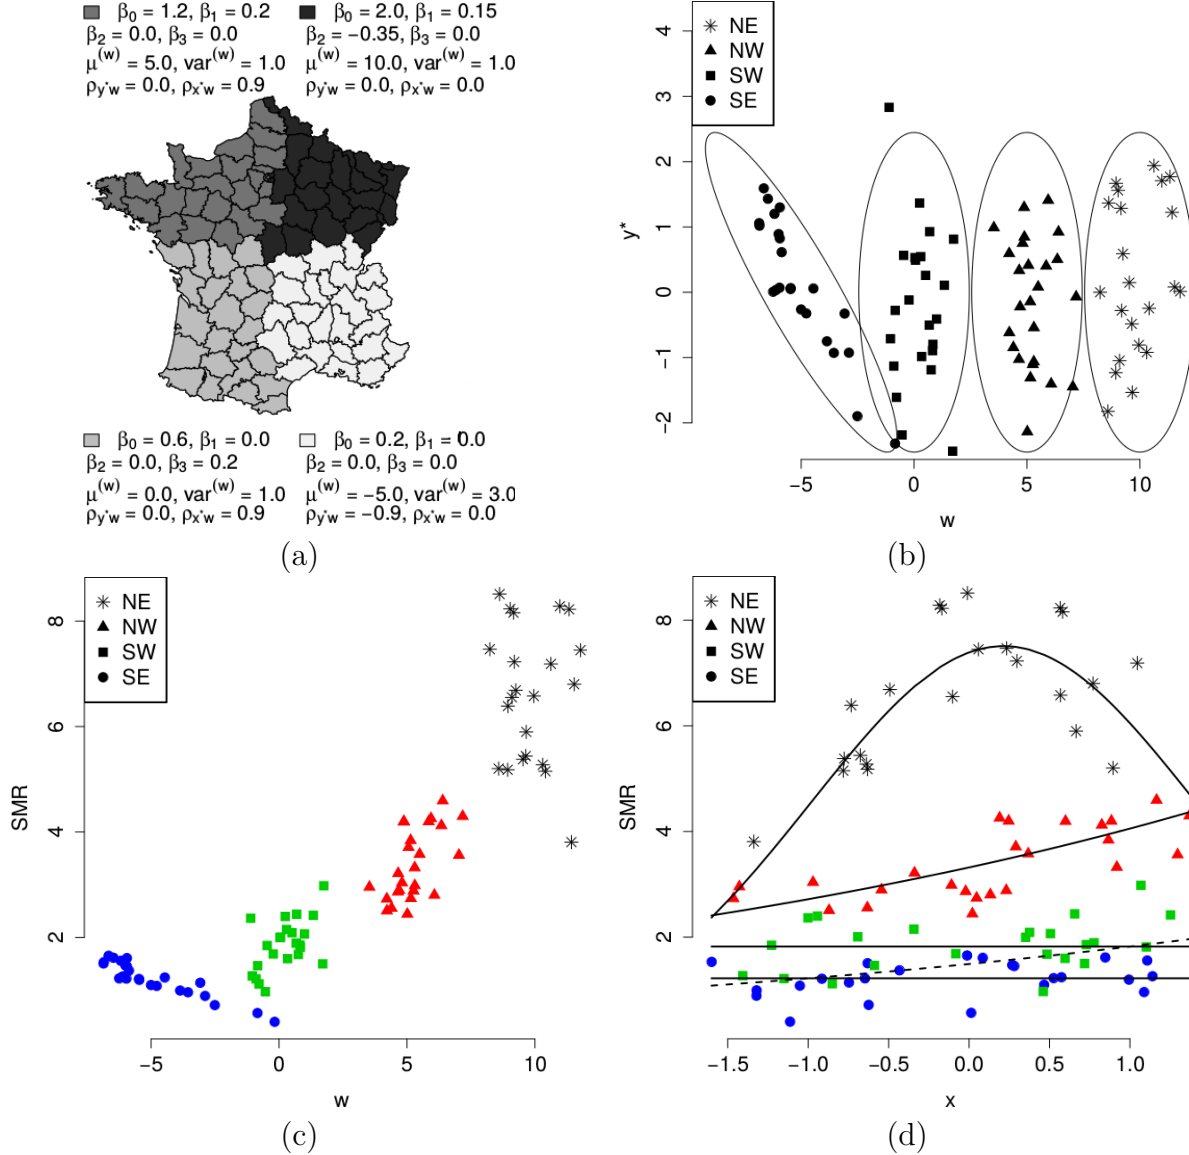 β₀ = 1.2, β₁ = 0.2
β₂ = 0.0, β₃ = 0.0
μ⁽ʷ⁾ = 5.0, var⁽ʷ⁾ = 1.0
ρy*w = 0.0, ρx*w = 0.9
β₀ = 2.0, β₁ = 0.15
β₂ = −0.35, β₃ = 0.0
μ⁽ʷ⁾ = 10.0, var⁽ʷ⁾ = 1.0
ρy*w = 0.0, ρx*w = 0.0
β₀ = 0.6, β₁ = 0.0
β₂ = 0.0, β₃ = 0.2
μ⁽ʷ⁾ = 0.0, var⁽ʷ⁾ = 1.0
ρy*w = 0.0, ρx*w = 0.9
β₀ = 0.2, β₁ = 0.0
β₂ = 0.0, β₃ = 0.0
μ⁽ʷ⁾ = −5.0, var⁽ʷ⁾ = 3.0
ρy*w = −0.9, ρx*w = 0.0
(a)
NE
NW
SW
SE
4
3
2
1
0
−1
−2
y*
−5 0 5 10
w
(b)
NE
NW
SW
SE
8
6
4
2
SMR
−5 0 5 10
w
(c)
NE
NW
SW
SE
8
6
4
2
SMR
−1.5 −1.0 −0.5 0.0 0.5 1.0
x
(d)